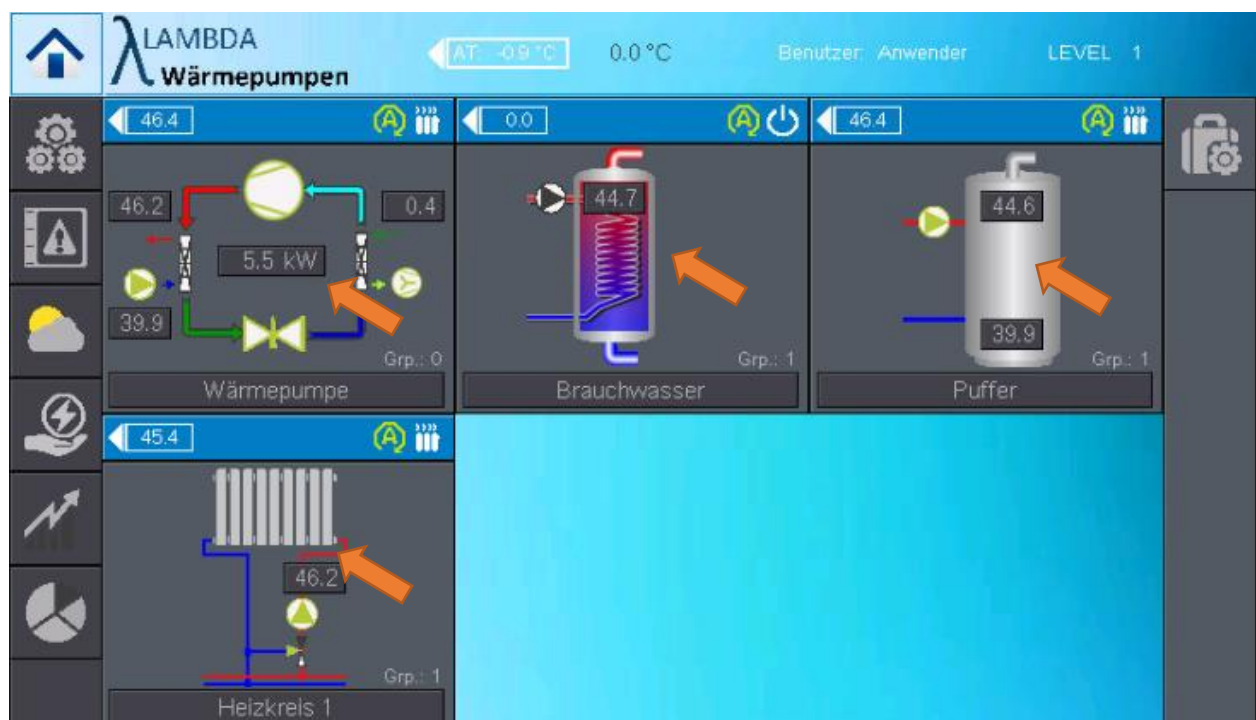 λ LAMBDA
Wärmepumpen
AT: -0.9 °C
0.0 °C
Benutzer: Anwender
LEVEL 1
46.4
0.0
46.4
46.2
0.4
5.5 kW
39.9
Grp.: 0
Wärmepumpe
44.7
Grp.: 1
Brauchwasser
44.6
39.9
Grp.: 1
Puffer
45.4
46.2
Grp.: 1
Heizkreis 1